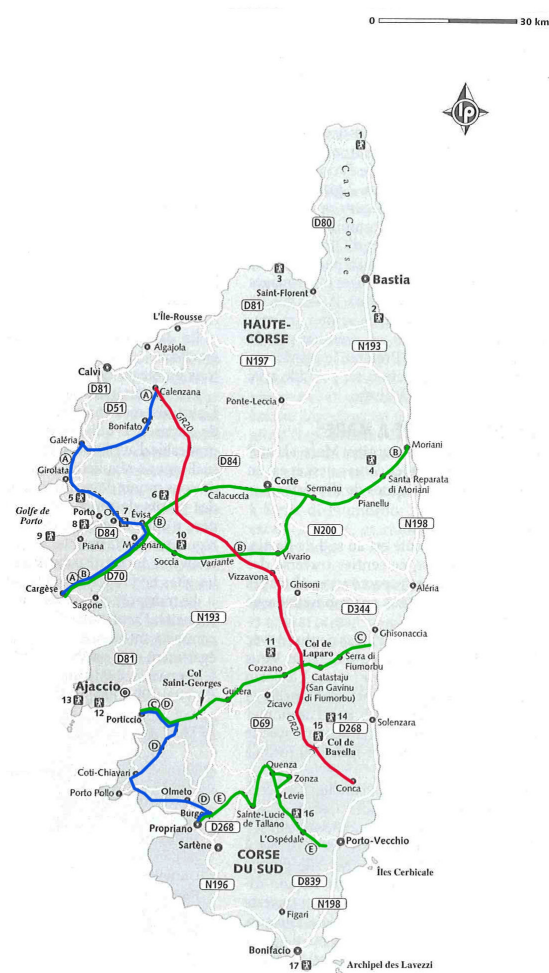 0 30 km
LP
1
Cap Corse
D80
3
Bastia
Saint-Florent
D81
2
L'Île-Rousse
HAUTE-
CORSE
N193
Algajola
N197
Calvi
D81
A
Calenzana
D51
Ponte-Leccia
GR20
Bonifato
Galéria
Moriani
B
A
D84
4
Girolata
Corte
Santa Reparata
di Moriani
5
6
Calacuccia
Sermanu
Pianellu
Golfe de
Porto
Porto
Ota
7
Évisa
B
N198
8
D84
N200
9
Piana
Marignana
10
B
Soccia
Variante
Vivario
A
B
D70
Vizzavona
Cargèse
Ghisoni
Aléria
Sagone
N193
D344
C
Ghisonaccia
11
Col de
Laparo
D81
Col
Saint-Georges
Cozzano
Serra di
Fiumorbu
Catastaju
(San Gavinu
di Fiumorbu)
Ajaccio
Guitera
13
12
C
D
Zicavo
Porticcio
D69
GR20
14
15
D268
Solenzara
D
Col de
Bavella
Coti-Chiavari
Quenza
Zonza
Conca
Porto Pollo
Olmeto
D
E
Levie
Burgo
Sainte-Lucie
de Tallano
16
Propriano
D268
L'Ospédale
Porto-Vecchio
Sartène
E
CORSE
DU SUD
Îles Cerbicale
N196
D839
N198
Figari
Bonifacio
17
Archipel des Lavezzi